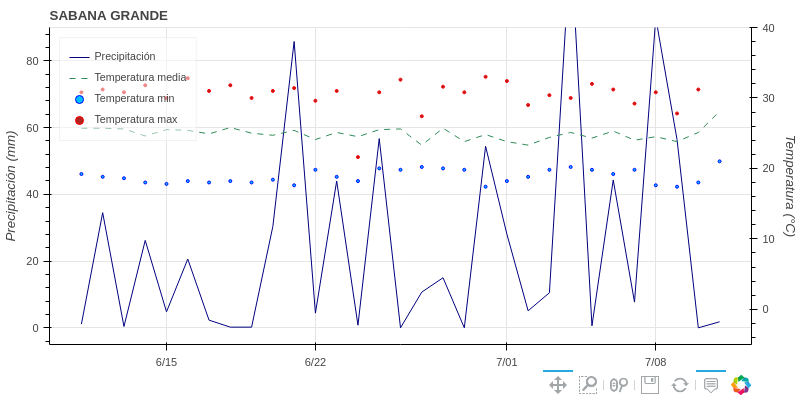 SABANA GRANDE
Precipitación
Temperatura media
Temperatura min
Temperatura max
Precipitación (mm)
80
60
40
20
0
Temperatura (°C)
40
30
20
10
0
6/15
6/22
7/01
7/08